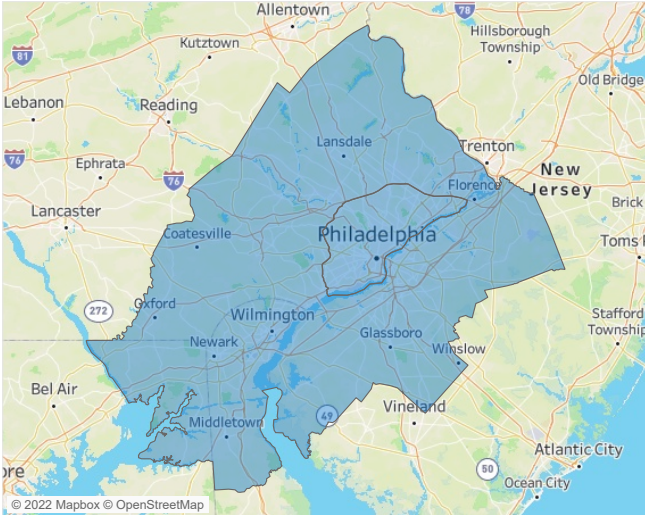 Allentown
78
Hillsborough
Township
81
Kutztown
Old Bridge
Lebanon
Reading
Lansdale
Trenton
76
Ephrata
76
New
Jersey
Florence
Lancaster
Brick
Coatesville
Philadelphia
Toms
272
Oxford
Wilmington
Stafford
Township
Newark
Glassboro
Winslow
Bel Air
49
Vineland
Middletown
Atlantic City
50
ore
Ocean City
© 2022 Mapbox © OpenStreetMap